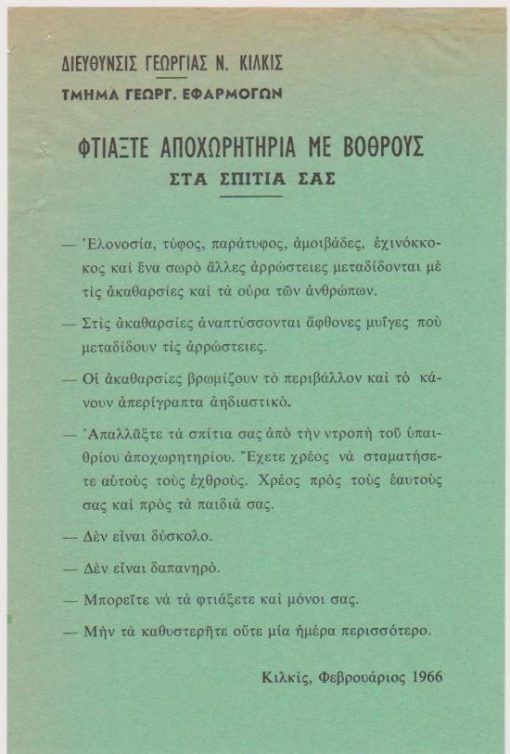 ΔΙΕΥΘΥΝΣΙΣ ΓΕΩΡΓΙΑΣ Ν. ΚΙΛΚΙΣ
ΤΜΗΜΑ ΓΕΩΡΓ. ΕΦΑΡΜΟΓΩΝ
ΦΤΙΑΞΤΕ ΑΠΟΧΩΡΗΤΗΡΙΑ ΜΕ ΒΟΘΡΟΥΣ
ΣΤΑ ΣΠΙΤΙΑ ΣΑΣ
— Ἑλονοσία, τύφος, παράτυφος, ἀμοιβάδες, ἐχινόκκο-
κος καὶ ἕνα σωρὸ ἄλλες ἀρρώστειες μεταδίδονται μὲ
τὶς ἀκαθαρσίες καὶ τὰ οὖρα τῶν ἀνθρώπων.
— Στὶς ἀκαθαρσίες ἀναπτύσσονται ἄφθονες μυῖγες ποὺ
μεταδίδουν τὶς ἀρρώστειες.
— Οἱ ἀκαθαρσίες βρωμίζουν τὸ περιβάλλον καὶ τὸ κά-
νουν ἀπερίγραπτα ἀηδιαστικὸ.
— Ἀπαλλάξτε τὰ σπίτια σας ἀπὸ τὴν ντροπὴ τοῦ ὑπαι-
θρίου ἀποχωρητηρίου. Ἔχετε χρέος νὰ σταματήσε-
τε αὐτοὺς τοὺς ἐχθρούς. Χρέος πρὸς τοὺς ἑαυτοὺς
σας καὶ πρὸς τὰ παιδιὰ σας.
— Δὲν εἶναι δύσκολο.
— Δὲν εἶναι δαπανηρὸ.
— Μπορεῖτε νὰ τὰ φτιάξετε καὶ μόνοι σας.
— Μὴν τὰ καθυστερῆτε οὔτε μία ἡμέρα περισσότερο.
Κιλκὶς, Φεβρουάριος 1966